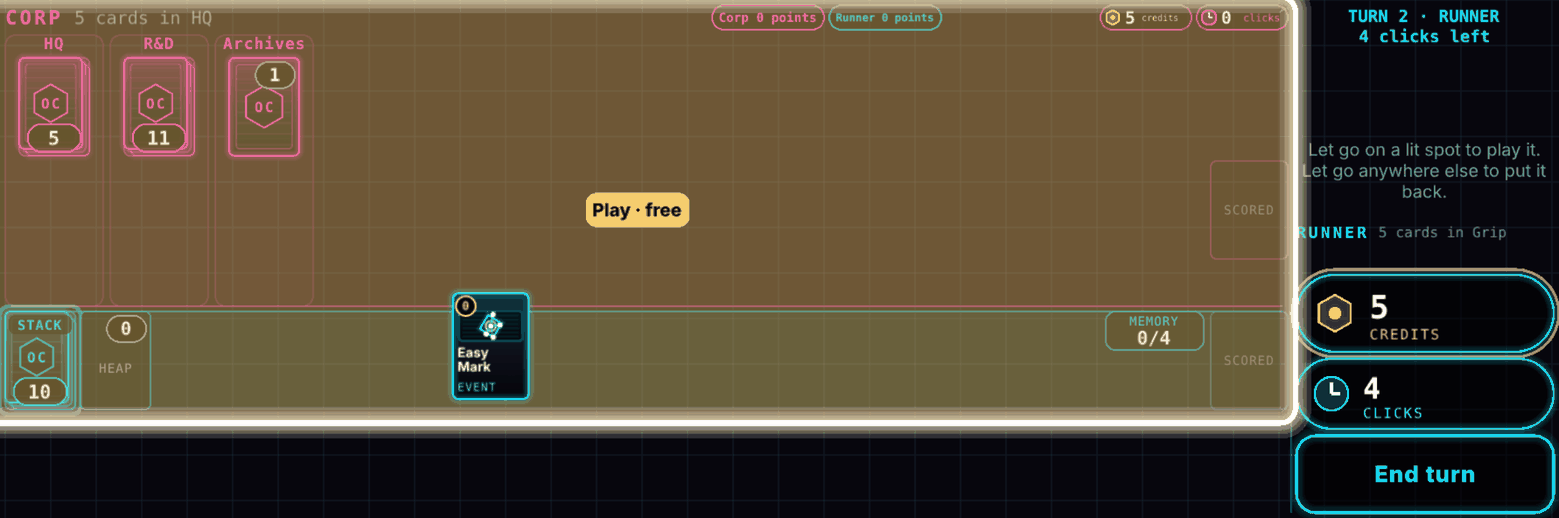 CORP 5 cards in HQ
Corp 0 points
Runner 0 points
5 credits
0 clicks
HQ
R&D
Archives
OC
5
OC
11
1
OC
Play · free
SCORED
STACK
OC
10
0
HEAP
0
Easy
Mark
EVENT
MEMORY
0/4
SCORED
TURN 2 · RUNNER
4 clicks left
Let go on a lit spot to play it.
Let go anywhere else to put it
back.
RUNNER 5 cards in Grip
5
CREDITS
4
CLICKS
End turn